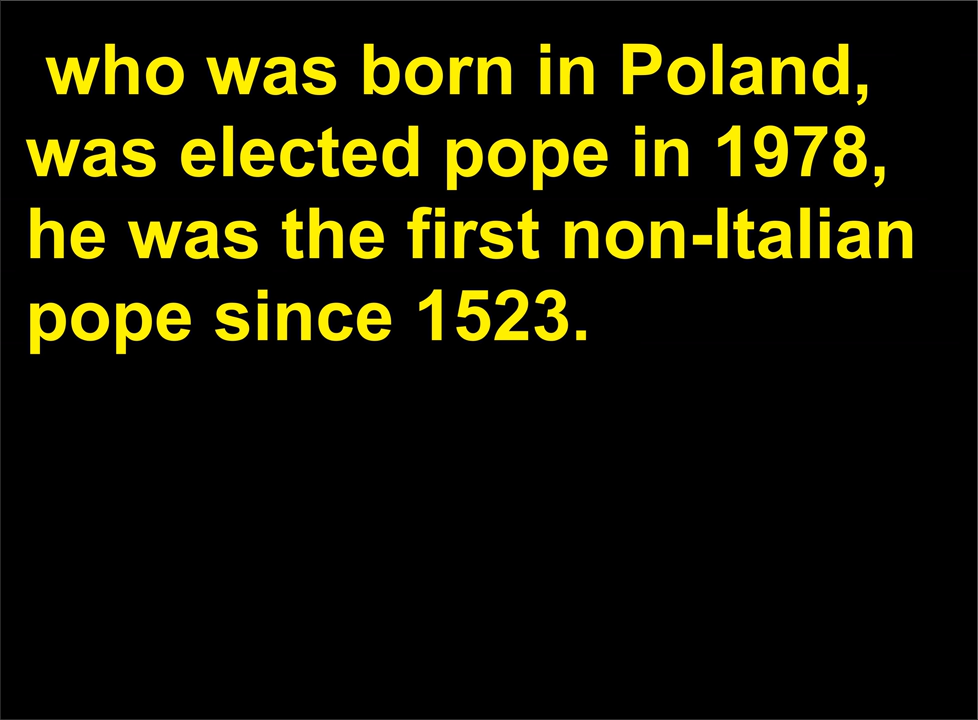 who was born in Poland,
was elected pope in 1978,
he was the first non-Italian
pope since 1523.